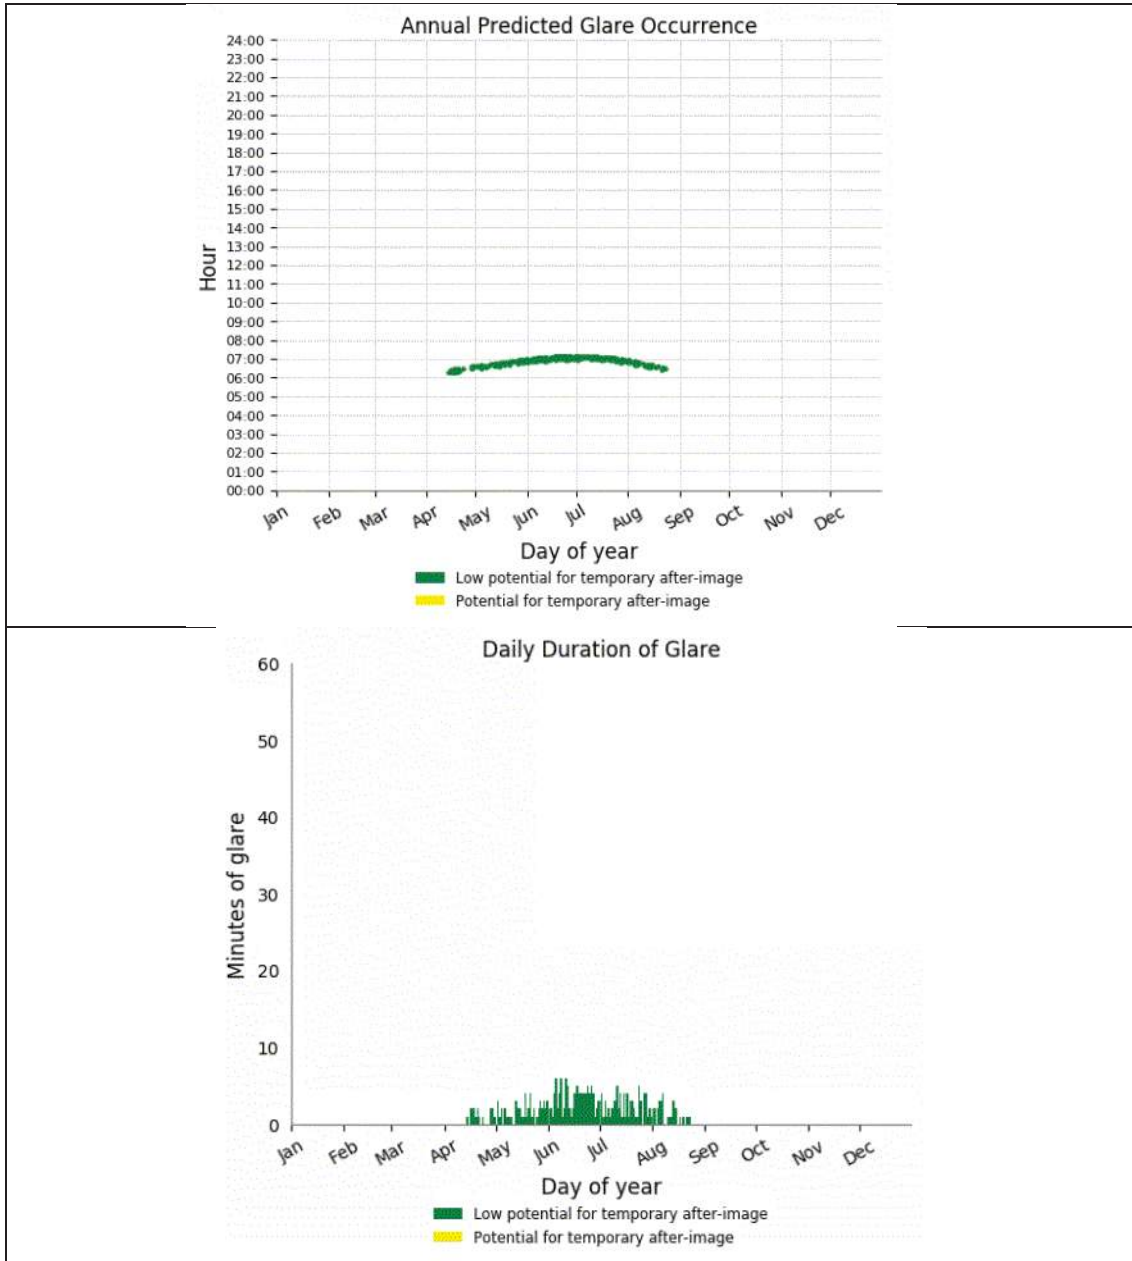 Annual Predicted Glare Occurrence
24:00
23:00
22:00
21:00
20:00
19:00
18:00
17:00
16:00
15:00
14:00
13:00
12:00
11:00
10:00
09:00
08:00
07:00
06:00
05:00
04:00
03:00
02:00
01:00
00:00
Hour
Jan Feb Mar Apr May Jun Jul Aug Sep Oct Nov Dec
Day of year
Low potential for temporary after-image
Potential for temporary after-image
Daily Duration of Glare
60
50
40
30
20
10
0
Minutes of glare
Jan Feb Mar Apr May Jun Jul Aug Sep Oct Nov Dec
Day of year
Low potential for temporary after-image
Potential for temporary after-image